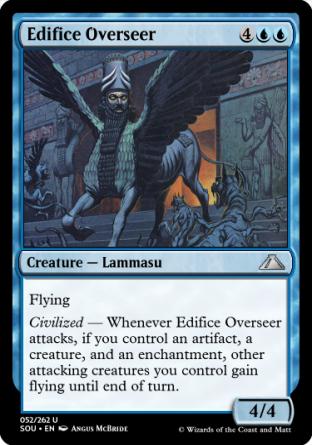 Edifice Overseer 4
Creature — Lammasu
Flying
Civilized — Whenever Edifice Overseer
attacks, if you control an artifact, a
creature, and an enchantment, other
attacking creatures you control gain
flying until end of turn.
4/4
052/262 U
SOU • EN Angus McBride
© Wizards of the Coast and Matt